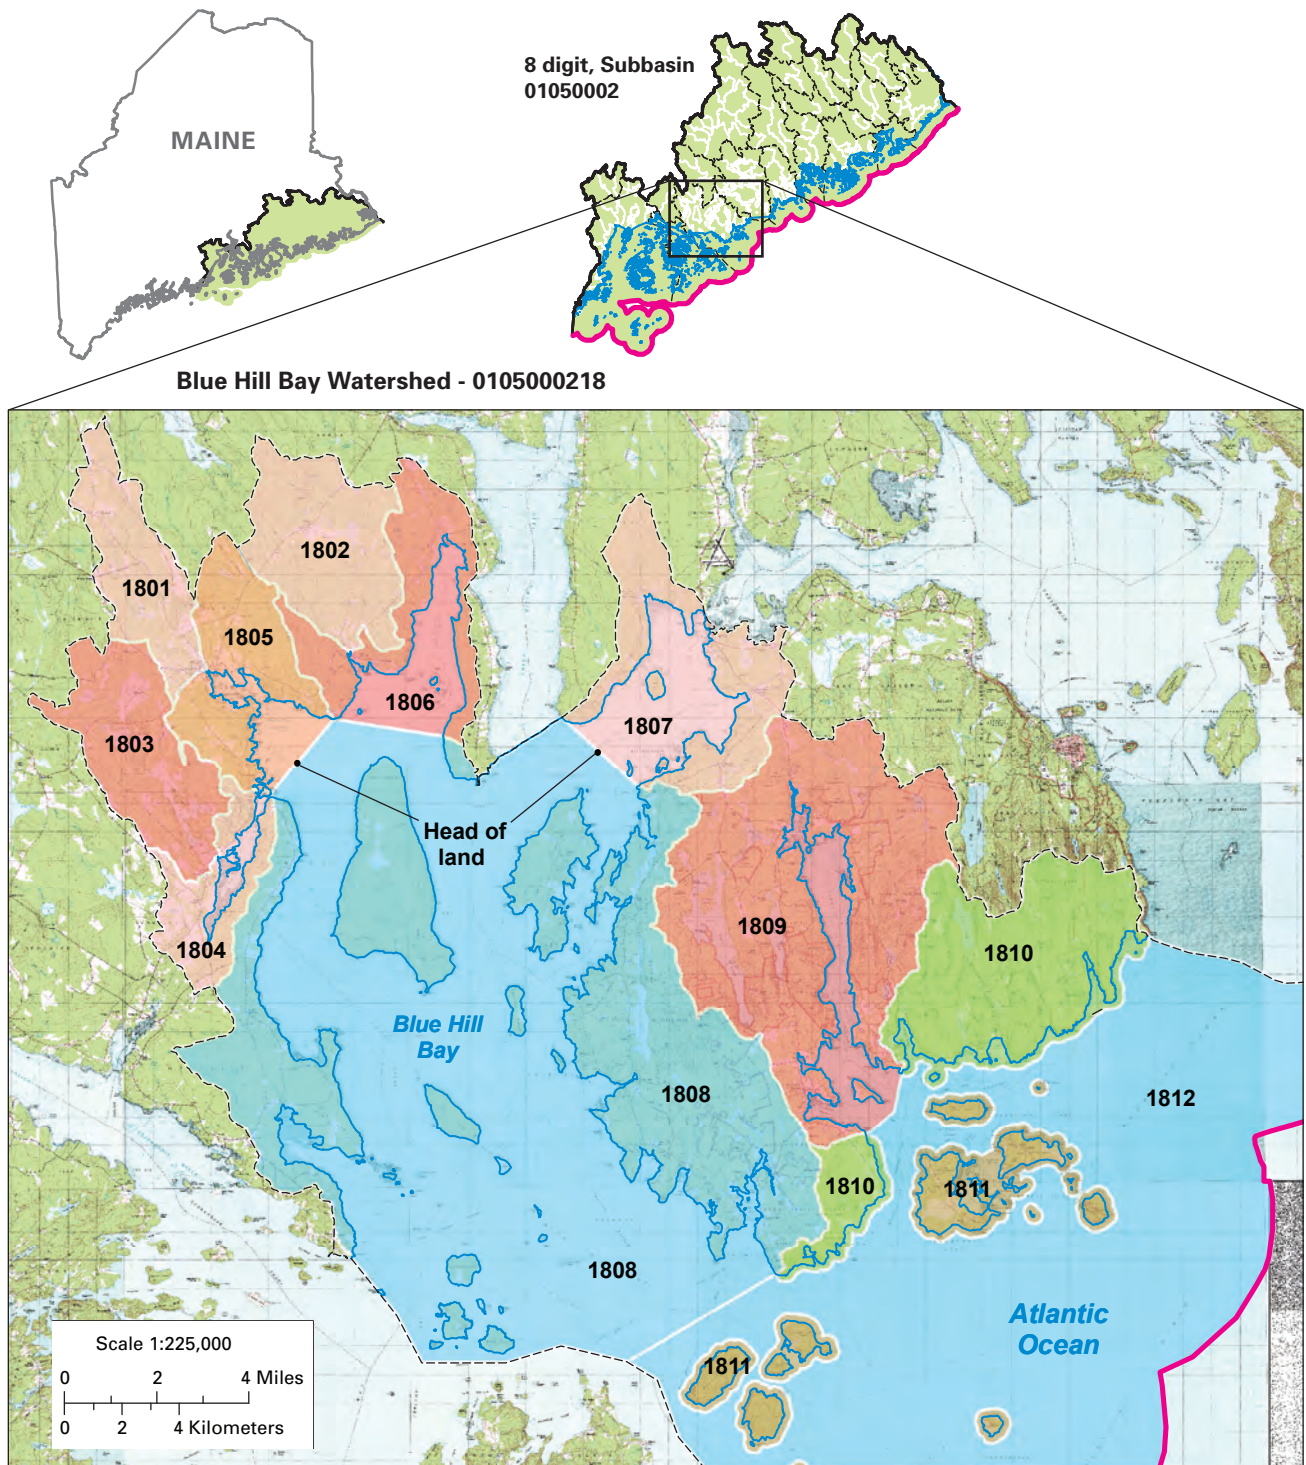 8 digit, Subbasin
01050002
MAINE
Blue Hill Bay Watershed - 0105000218
1802
1801
1805
1806
1807
1803
Head of
land
1809
1804
1810
Blue Hill
Bay
1808
1812
1810
1811
1808
Atlantic
Ocean
1811
Scale 1:225,000
0 2 4 Miles
0 2 4 Kilometers